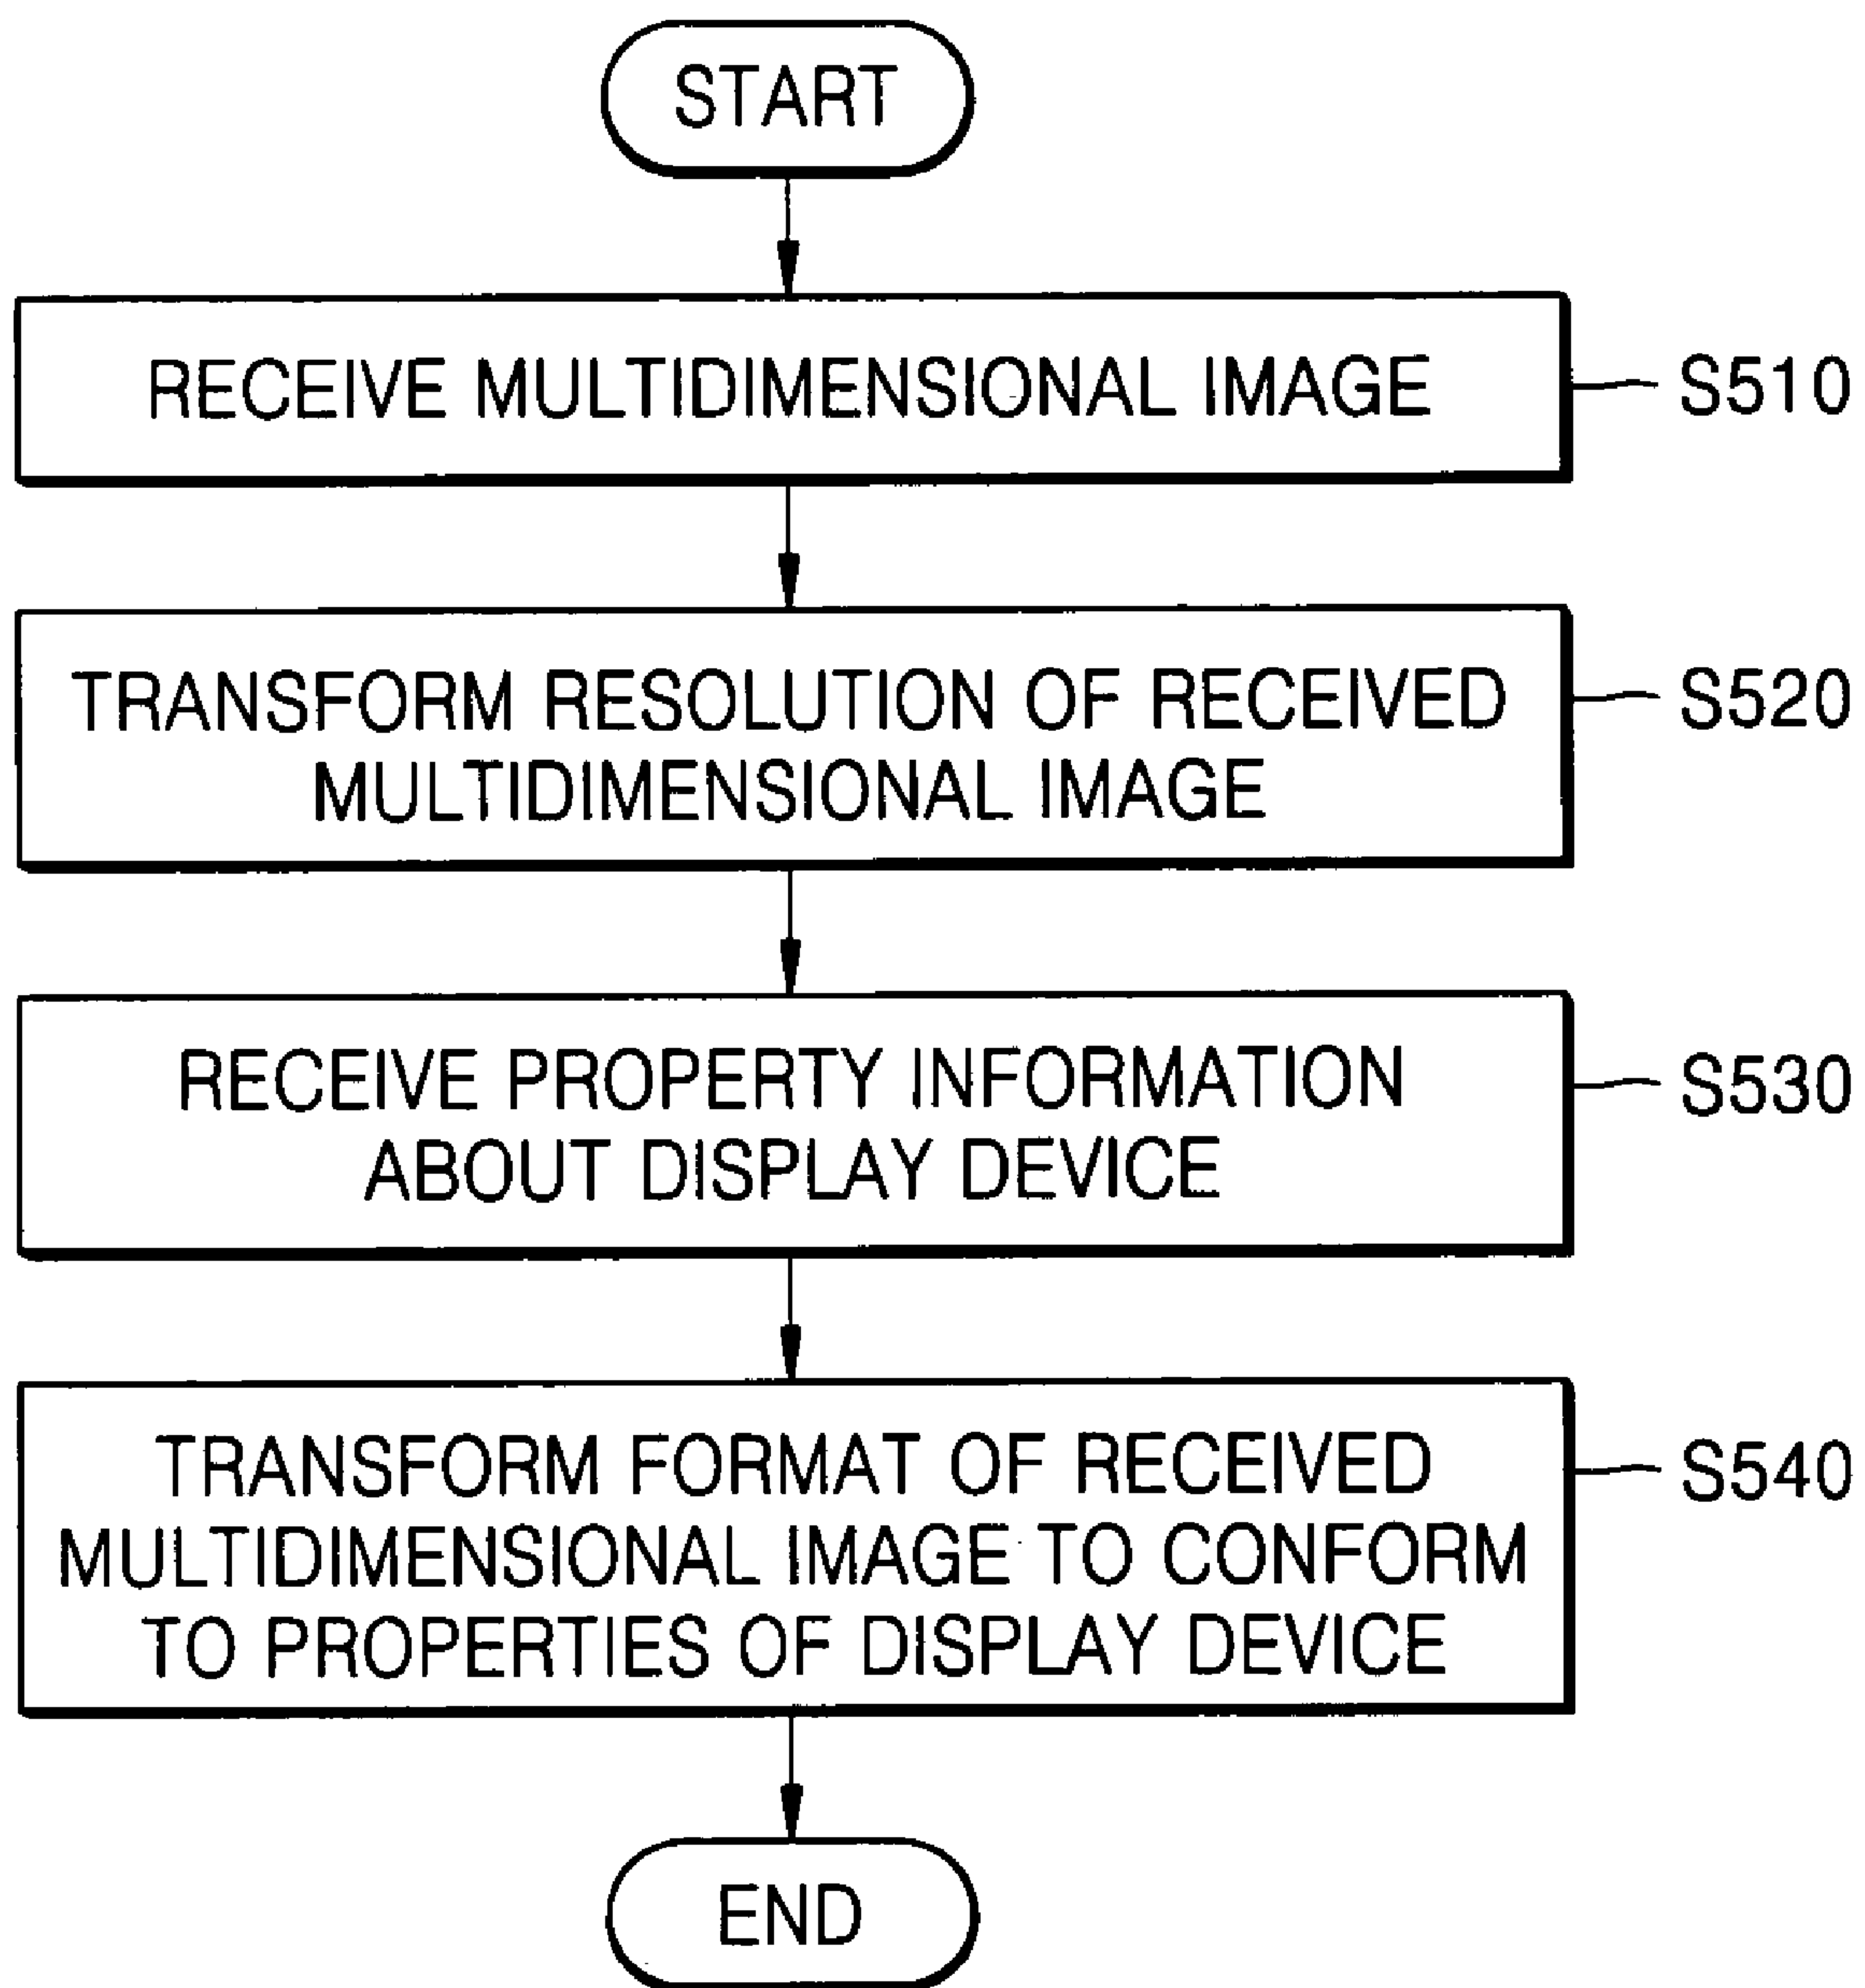 START
RECEIVE MULTIDIMENSIONAL IMAGE
S510
TRANSFORM RESOLUTION OF RECEIVED
MULTIDIMENSIONAL IMAGE
S520
RECEIVE PROPERTY INFORMATION
ABOUT DISPLAY DEVICE
S530
TRANSFORM FORMAT OF RECEIVED
MULTIDIMENSIONAL IMAGE TO CONFORM
TO PROPERTIES OF DISPLAY DEVICE
S540
END